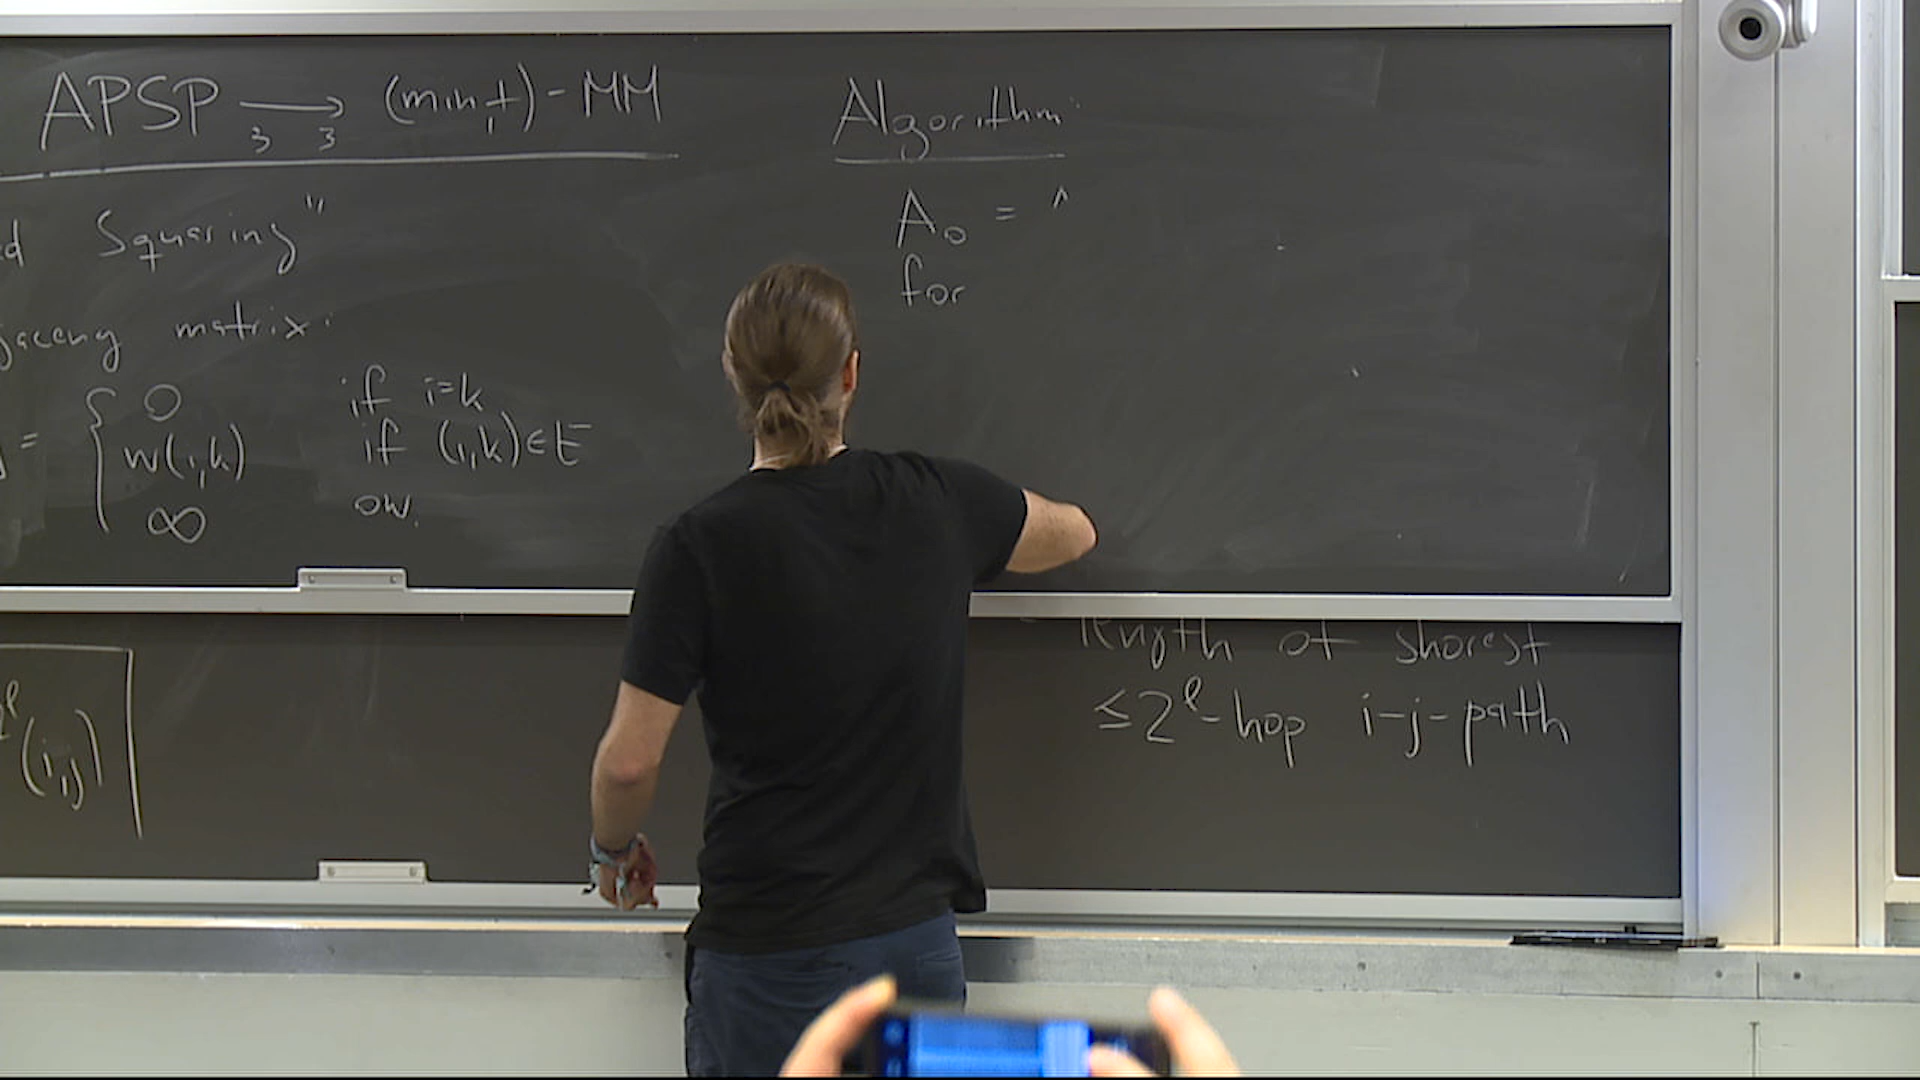 APSP → (min,+)-MM
3 3
Squaring"
matrix:
= { 0 if i=k
w(i,k) if (i,k)∈E
∞ ow.
Algorithm:
A₀ =
for
(i,j)
length of shorest
≤2^ℓ-hop i-j-path